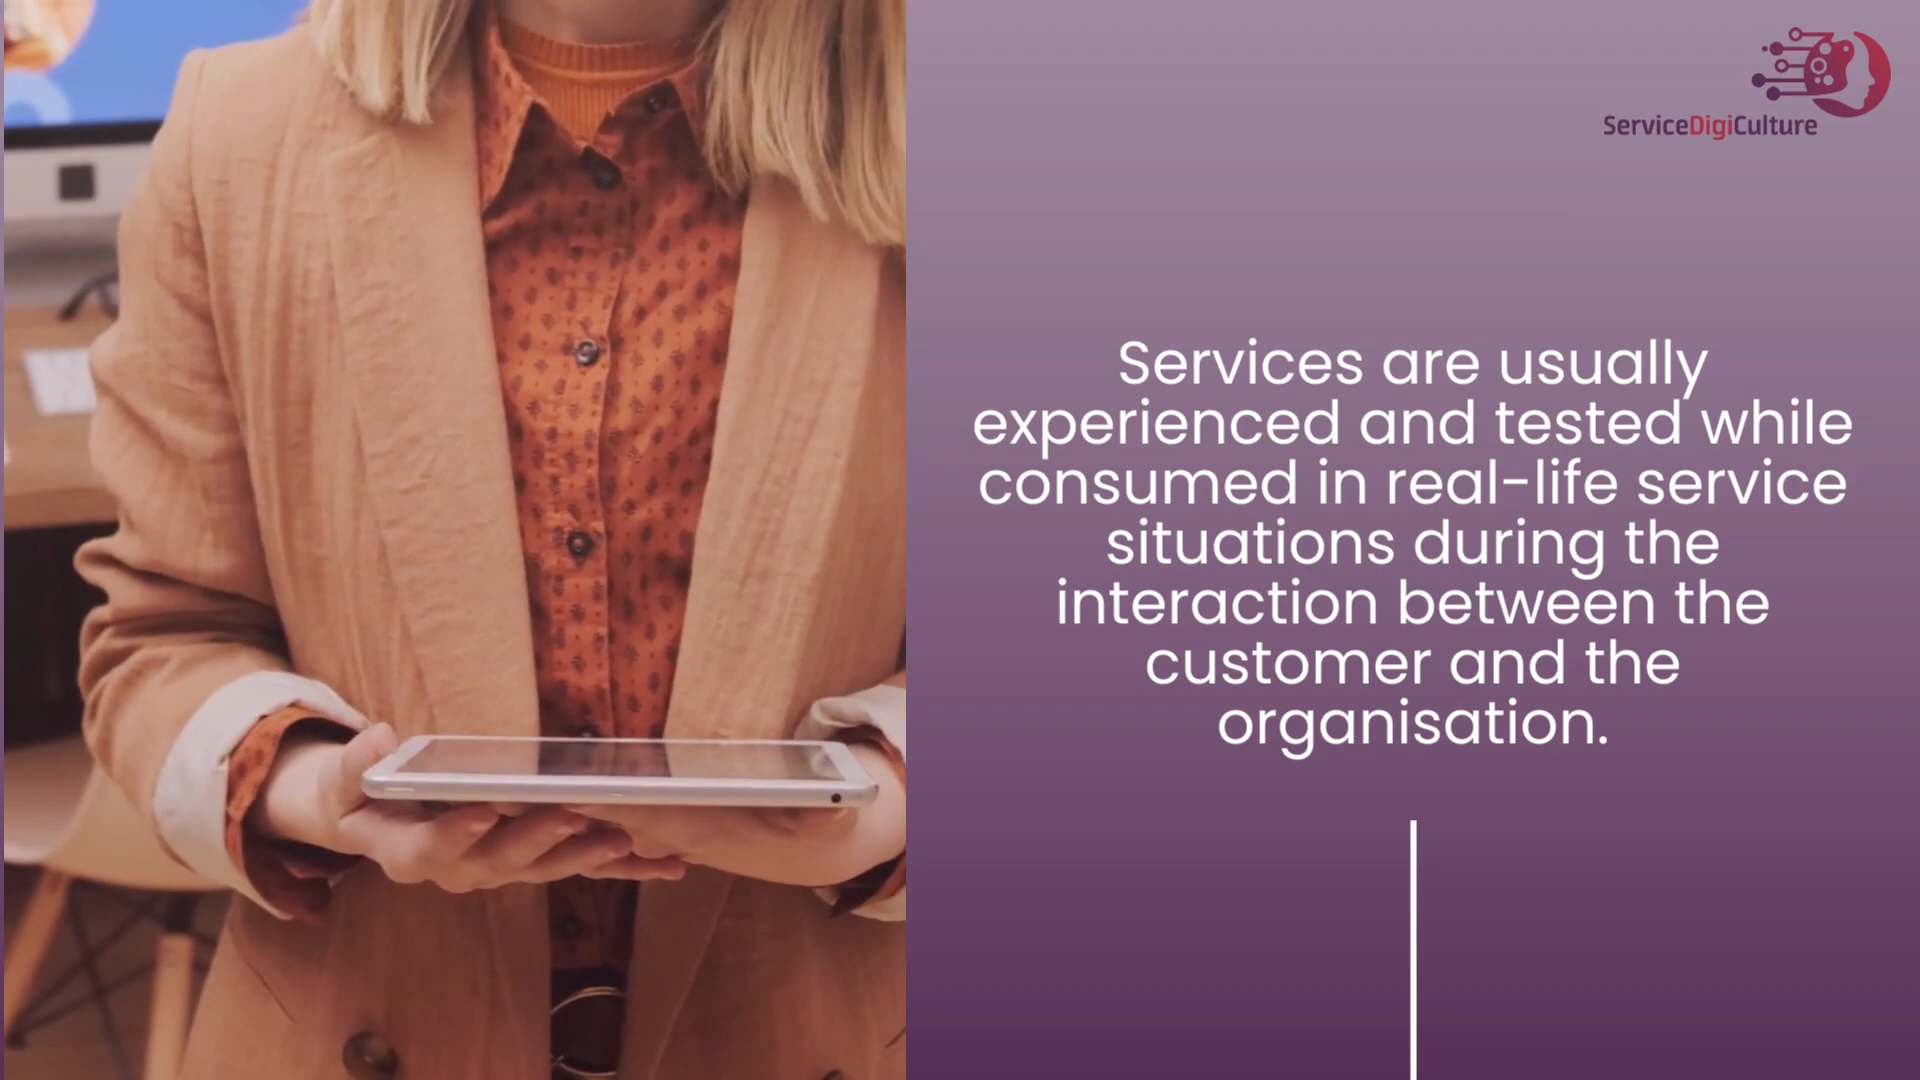 ServiceDigiCulture
Services are usually
experienced and tested while
consumed in real-life service
situations during the
interaction between the
customer and the
organisation.